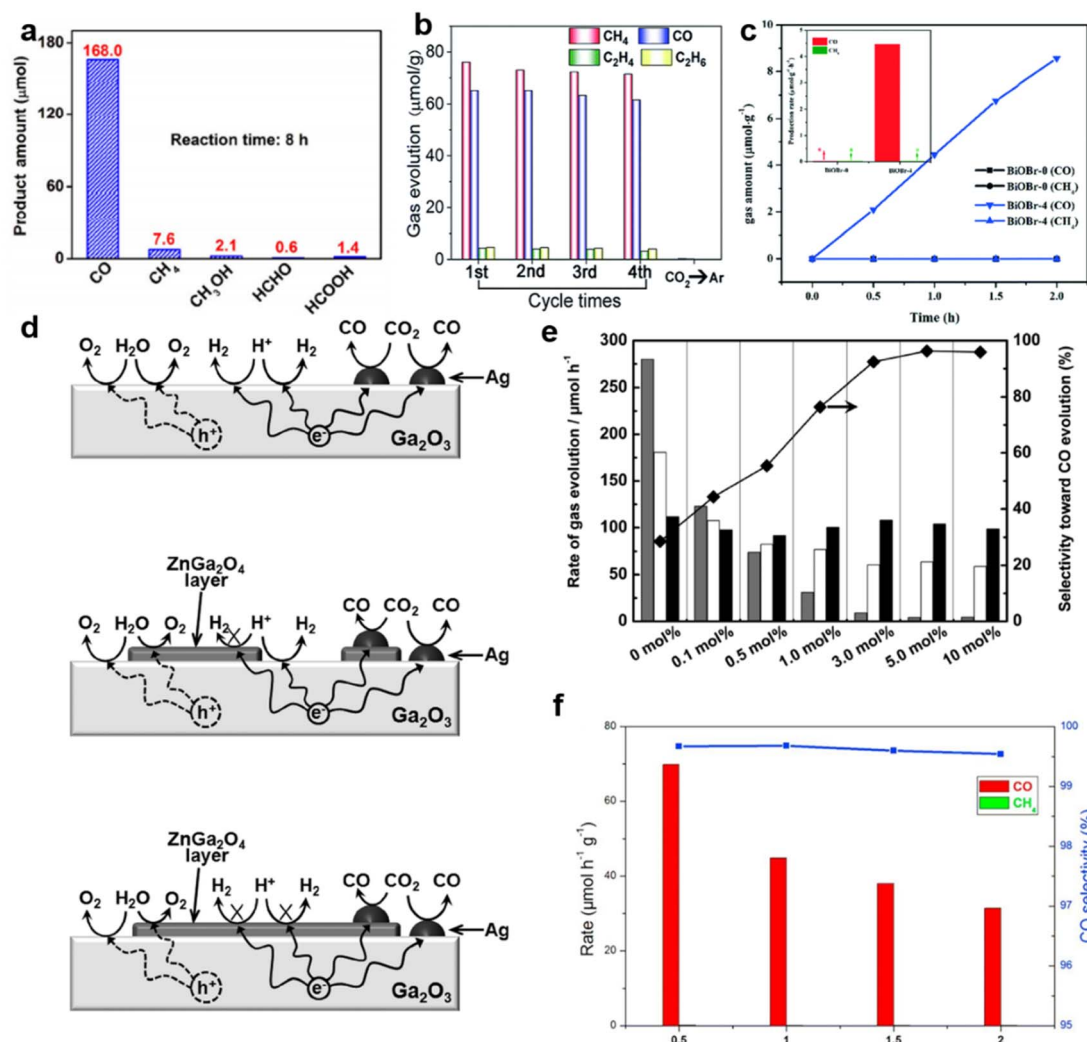 a
Product amount (μmol)
180
120
60
0
168.0
7.6
2.1
0.6
1.4
Reaction time: 8 h
CO
CH4
CH3OH
HCHO
HCOOH
b
Gas evolution (μmol/g)
80
60
40
20
0
CH4
CO
C2H4
C2H6
1st
2nd
3rd
4th
CO2→Ar
Cycle times
c
gas amount (μmol·g-1)
10
8
6
4
2
0
CO
CH4
Production rate (μmol·g-1·h-1)
BiOBr-0
BiOBr-4
BiOBr-0 (CO)
BiOBr-0 (CH4)
BiOBr-4 (CO)
BiOBr-4 (CH4)
0.0
0.5
1.0
1.5
2.0
Time (h)
d
O2 H2O O2 H2 H+ H2 CO CO2 CO
Ag
h+
e-
Ga2O3
ZnGa2O4
layer
O2 H2O O2 H2 H+ H2 CO CO2 CO
Ag
h+
e-
Ga2O3
ZnGa2O4
layer
O2 H2O O2 H2 H+ H2 CO CO2 CO
Ag
h+
e-
Ga2O3
e
Rate of gas evolution / μmol h-1
300
250
200
150
100
75
50
25
0
100
80
60
40
20
0
Selectivity toward CO evolution (%)
0 mol%
0.1 mol%
0.5 mol%
1.0 mol%
3.0 mol%
5.0 mol%
10 mol%
f
Rate (μmol h-1 g-1)
80
60
40
20
0
CO
CH4
100
99
98
97
96
95
CO selectivity (%)
0.5
1
1.5
2